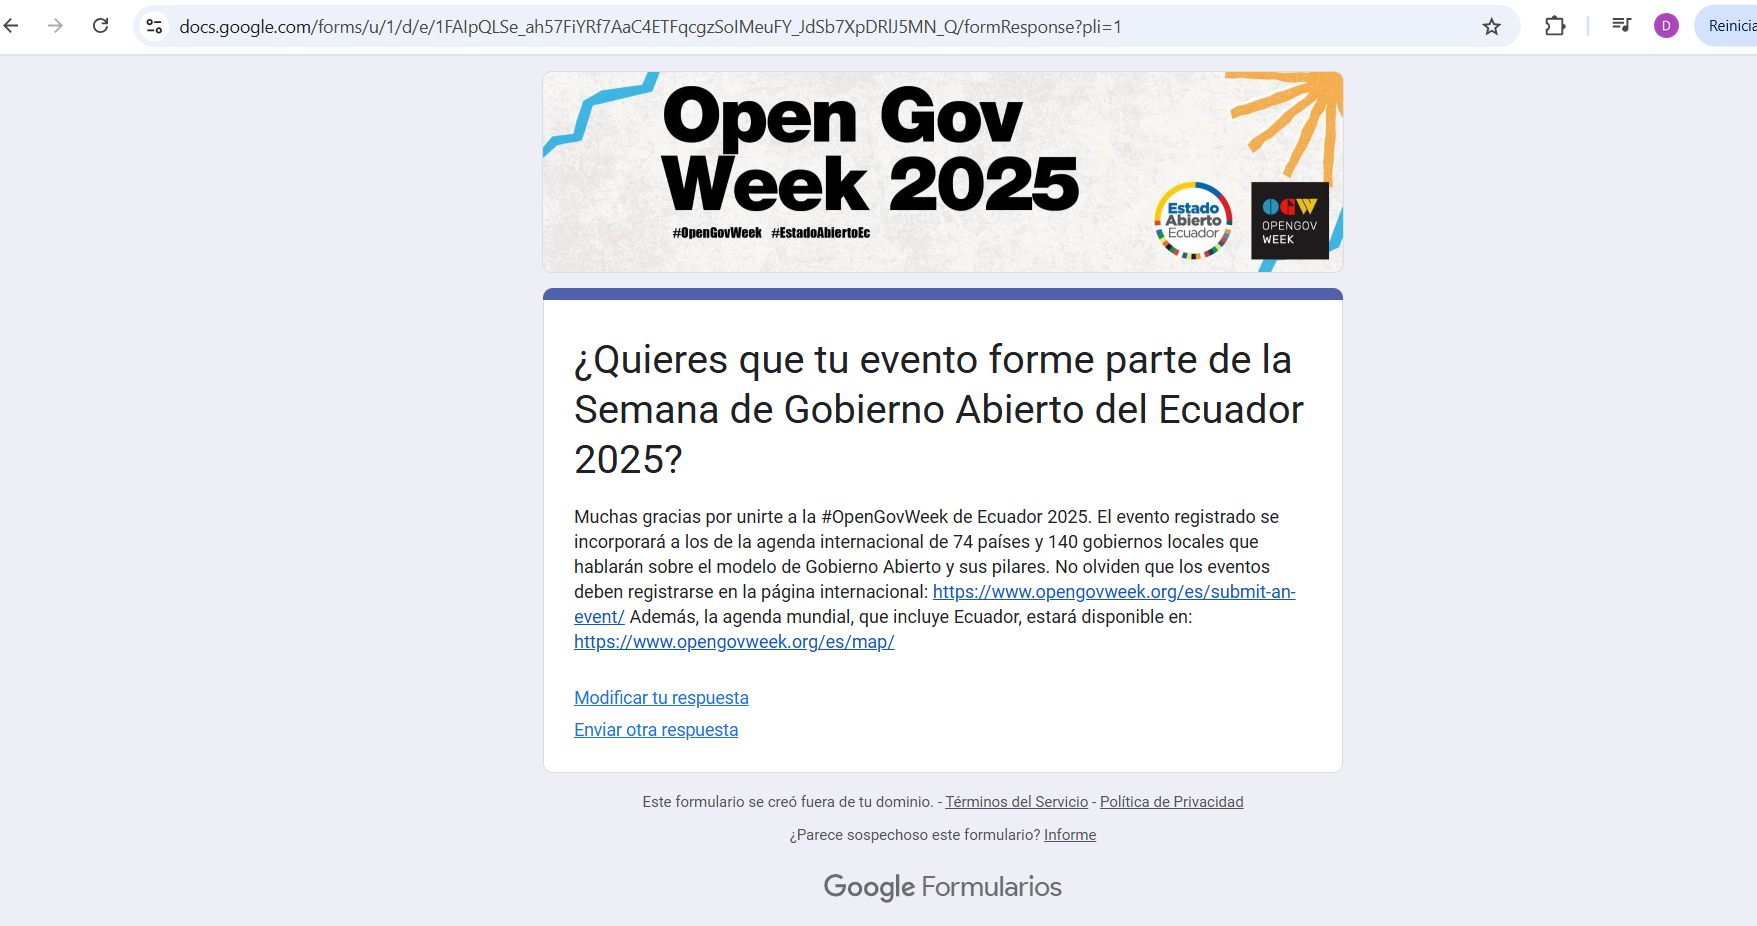 docs.google.com/forms/u/1/d/e/1FAIpQLSe_ah57FiYRf7AaC4ETFqcgzSoIMeuFY_JdSb7XpDRlJ5MN_Q/formResponse?pli=1
D
Reinicia
Open Gov
Week 2025
#OpenGovWeek #EstadoAbiertoEc
Estado
Abierto
Ecuador
OGW
OPENGOV
WEEK
¿Quieres que tu evento forme parte de la
Semana de Gobierno Abierto del Ecuador
2025?
Muchas gracias por unirte a la #OpenGovWeek de Ecuador 2025. El evento registrado se
incorporará a los de la agenda internacional de 74 países y 140 gobiernos locales que
hablarán sobre el modelo de Gobierno Abierto y sus pilares. No olviden que los eventos
deben registrarse en la página internacional: https://www.opengovweek.org/es/submit-an-
event/ Además, la agenda mundial, que incluye Ecuador, estará disponible en:
https://www.opengovweek.org/es/map/
Modificar tu respuesta
Enviar otra respuesta
Este formulario se creó fuera de tu dominio. - Términos del Servicio - Política de Privacidad
¿Parece sospechoso este formulario? Informe
Google Formularios